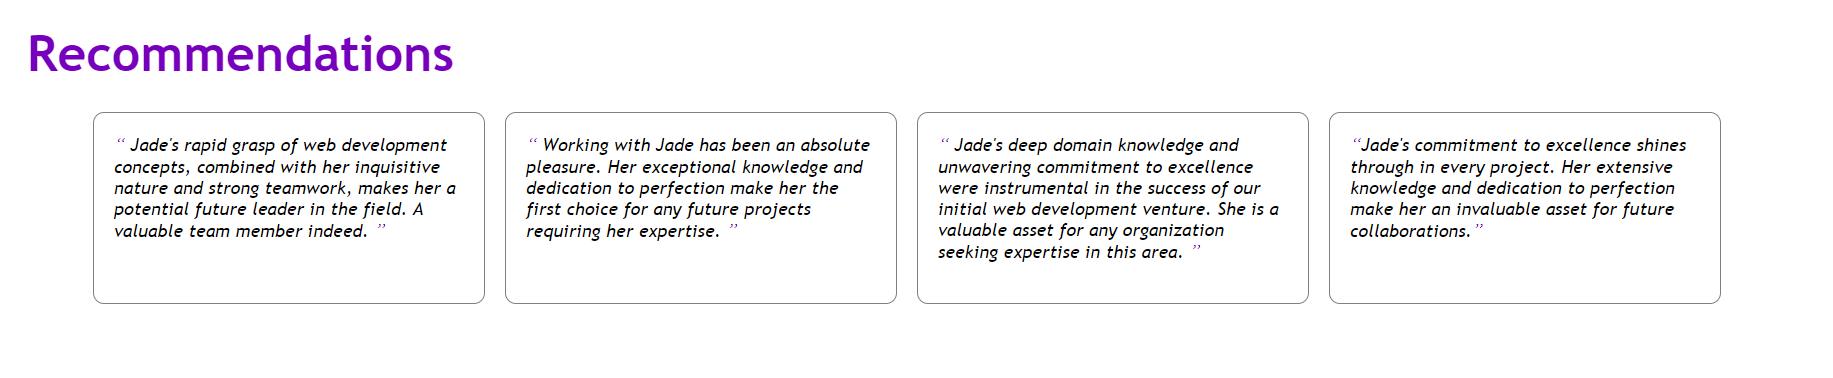 Recommendations
“ Jade's rapid grasp of web development
concepts, combined with her inquisitive
nature and strong teamwork, makes her a
potential future leader in the field. A
valuable team member indeed. ”
“ Working with Jade has been an absolute
pleasure. Her exceptional knowledge and
dedication to perfection make her the
first choice for any future projects
requiring her expertise. ”
“ Jade's deep domain knowledge and
unwavering commitment to excellence
were instrumental in the success of our
initial web development venture. She is a
valuable asset for any organization
seeking expertise in this area. ”
“Jade's commitment to excellence shines
through in every project. Her extensive
knowledge and dedication to perfection
make her an invaluable asset for future
collaborations.”